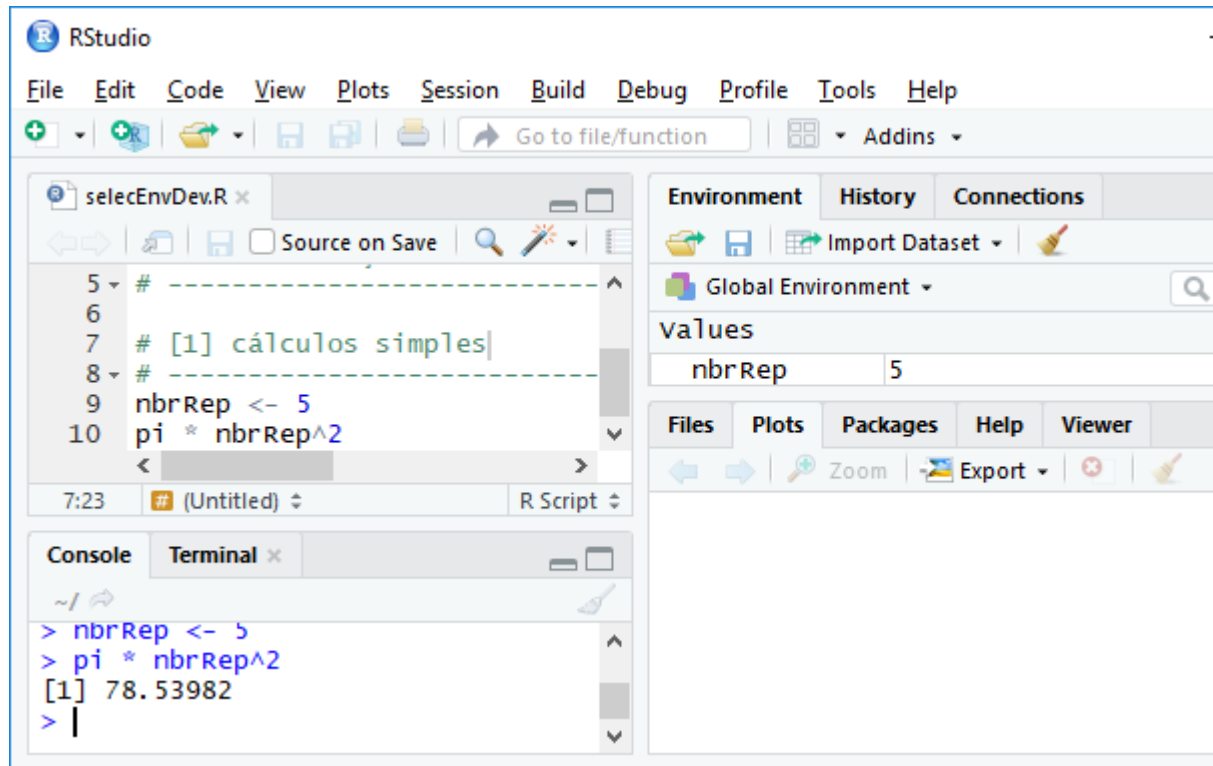 RStudio
File Edit Code View Plots Session Build Debug Profile Tools Help
Go to file/function Addins
selecEnvDev.R
Source on Save
5 # ---------------------------
6
7 # [1] cálculos simples
8 # ---------------------------
9 nbrRep <- 5
10 pi * nbrRep^2
7:23 # (Untitled) R Script
Console Terminal
~/
> nbrRep <- 5
> pi * nbrRep^2
[1] 78.53982
>
Environment History Connections
Import Dataset
Global Environment
Values
nbrRep 5
Files Plots Packages Help Viewer
Zoom Export